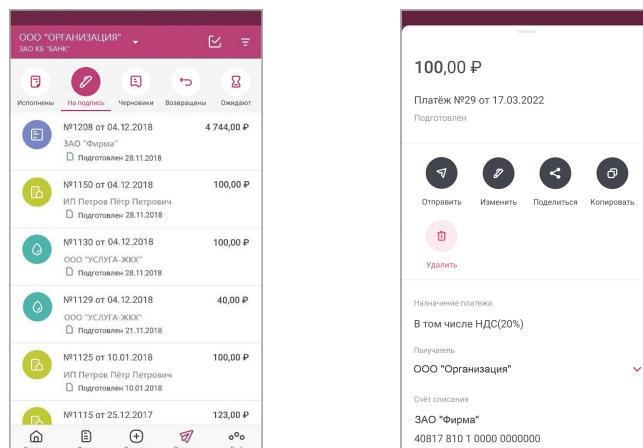 ООО "ОРГАНИЗАЦИЯ"
ЗАО КБ "БАНК"
Исполнены На подпись Черновики Возвращены Ожидают
№1208 от 04.12.2018 4 744,00 ₽
ЗАО "Фирма"
Подготовлен 28.11.2018
№1150 от 04.12.2018 100,00 ₽
ИП Петров Пётр Петрович
Подготовлен 28.11.2018
№1130 от 04.12.2018 100,00 ₽
ООО "УСЛУГА-ЖКХ"
Подготовлен 28.11.2018
№1129 от 04.12.2018 40,00 ₽
ООО "УСЛУГА-ЖКХ"
Подготовлен 21.11.2018
№1125 от 10.01.2018 100,00 ₽
ИП Петров Пётр Петрович
Подготовлен 10.01.2018
№1115 от 25.12.2017 123,00 ₽
100,00 ₽
Платёж №29 от 17.03.2022
Подготовлен
Отправить Изменить Поделиться Копировать
Удалить
Назначение платежа
В том числе НДС(20%)
Получатель
ООО "Организация"
Счёт списания
ЗАО "Фирма"
40817 810 1 0000 0000000